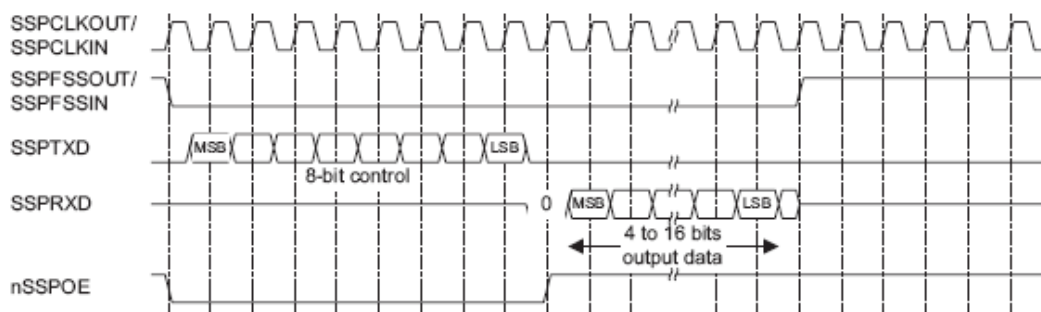 SSPCLKOUT/
SSPCLKIN
SSPFSSOUT/
SSPFSSIN
SSPTXD MSB LSB
8-bit control
SSPRXD 0 MSB LSB
4 to 16 bits
output data
nSSPOE